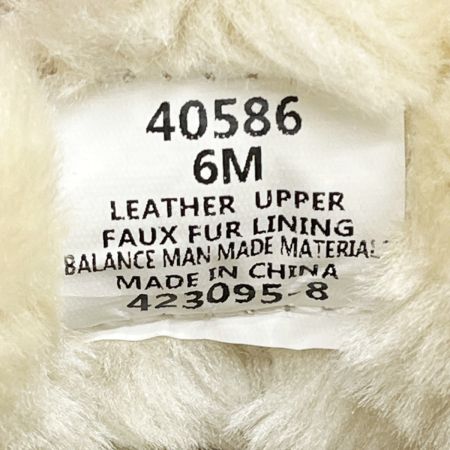 40586
6M
LEATHER UPPER
FAUX FUR LINING
BALANCE MAN MADE MATERIAL
MADE IN CHINA
423095-8